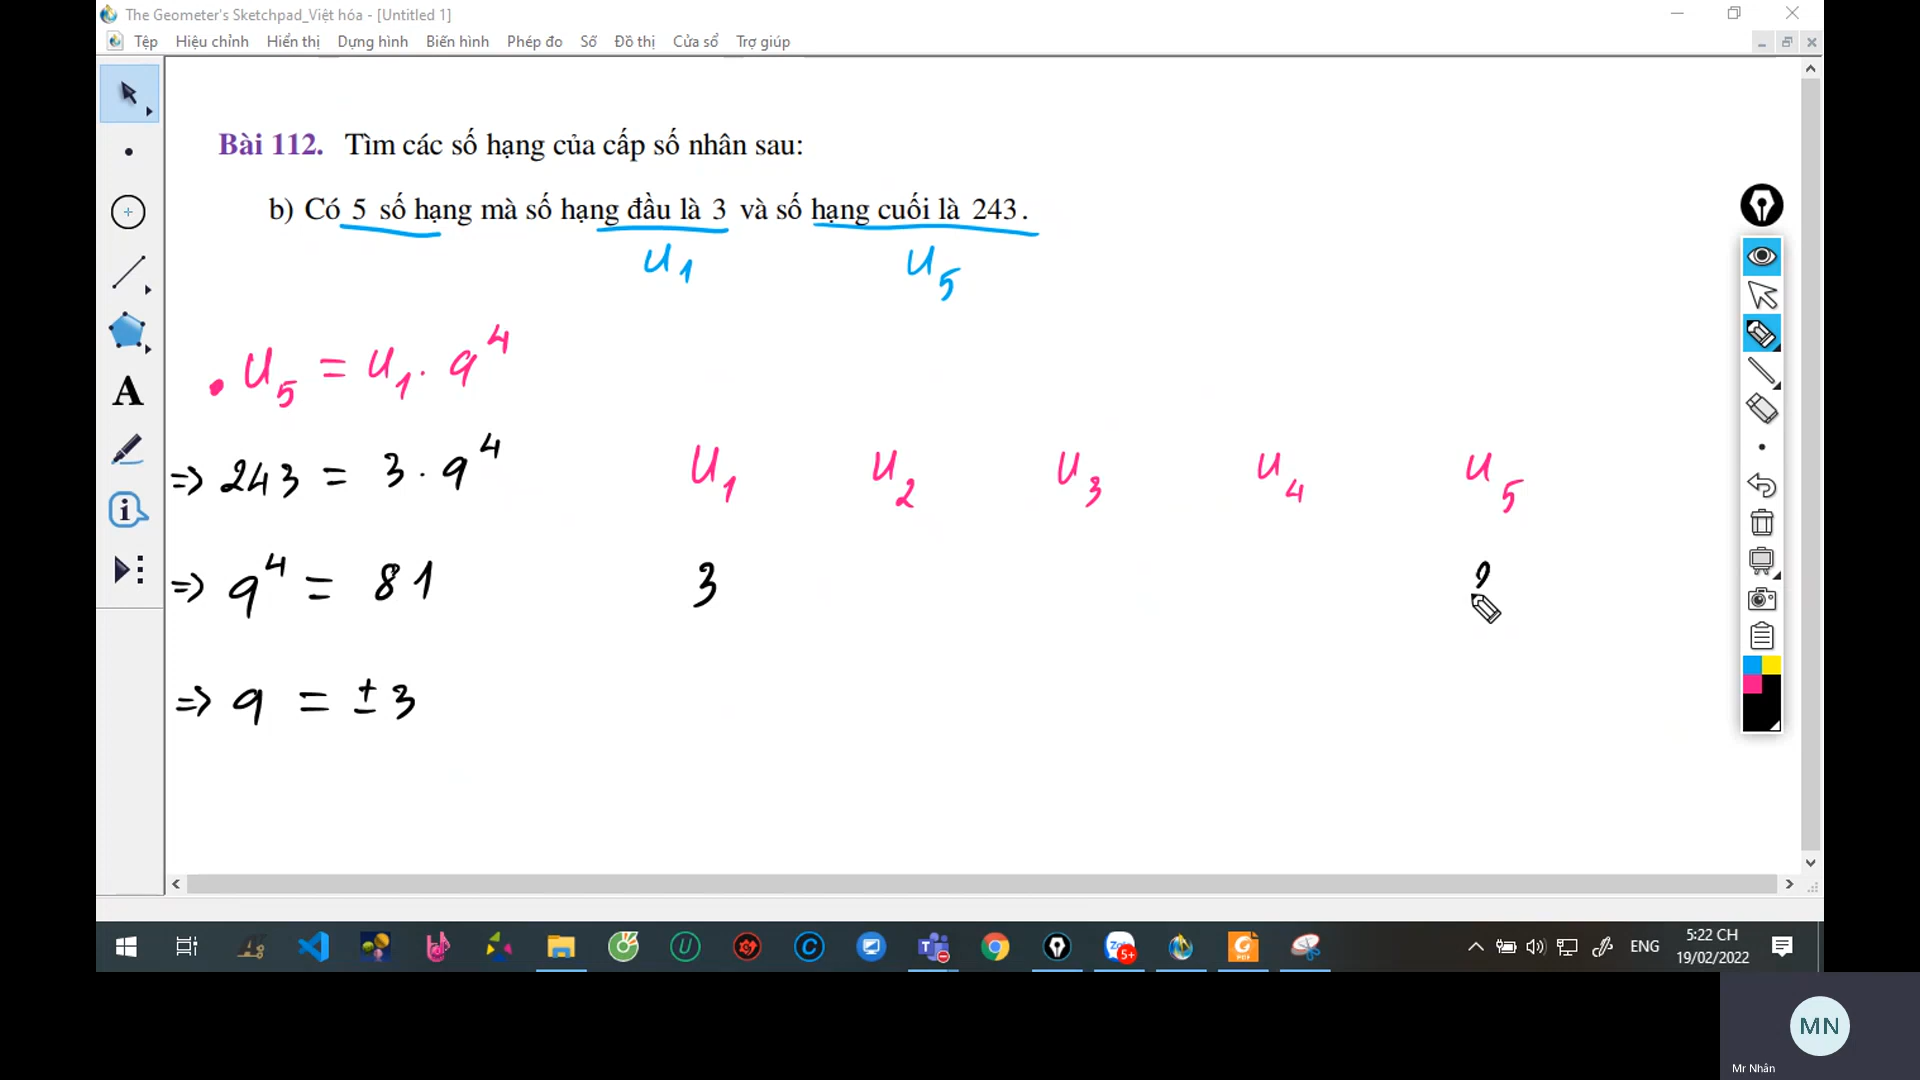 The Geometer's Sketchpad_Việt hóa - [Untitled 1]
Tệp Hiệu chỉnh Hiển thị Dựng hình Biến hình Phép đo Số Đồ thị Cửa sổ Trợ giúp
Bài 112. Tìm các số hạng của cấp số nhân sau:
b) Có 5 số hạng mà số hạng đầu là 3 và số hạng cuối là 243.
u₁ u₅
• u₅ = u₁ . q⁴
=> 243 = 3 . q⁴
u₁ u₂ u₃ u₄ u₅
=> q⁴ = 81
3
=> q = ± 3
A
ENG
5:22 CH
19/02/2022
MN
Mr Nhân